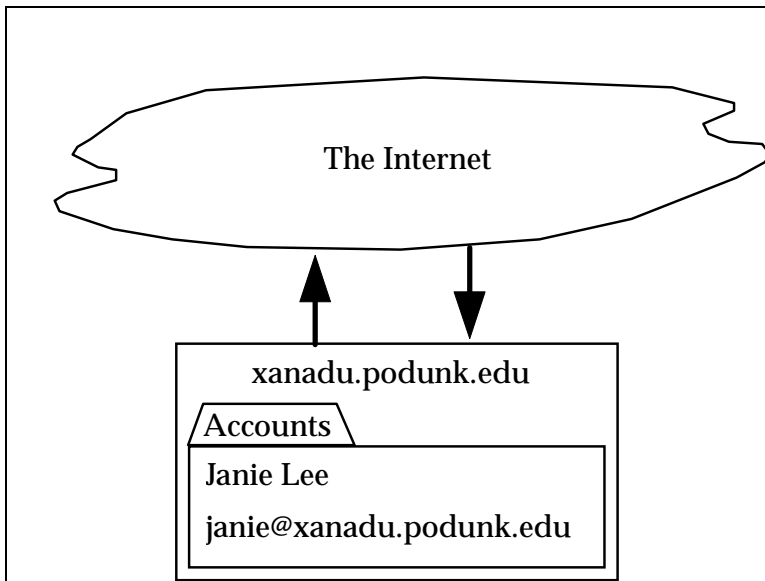 The Internet
xanadu.podunk.edu
Accounts
Janie Lee
janie@xanadu.podunk.edu